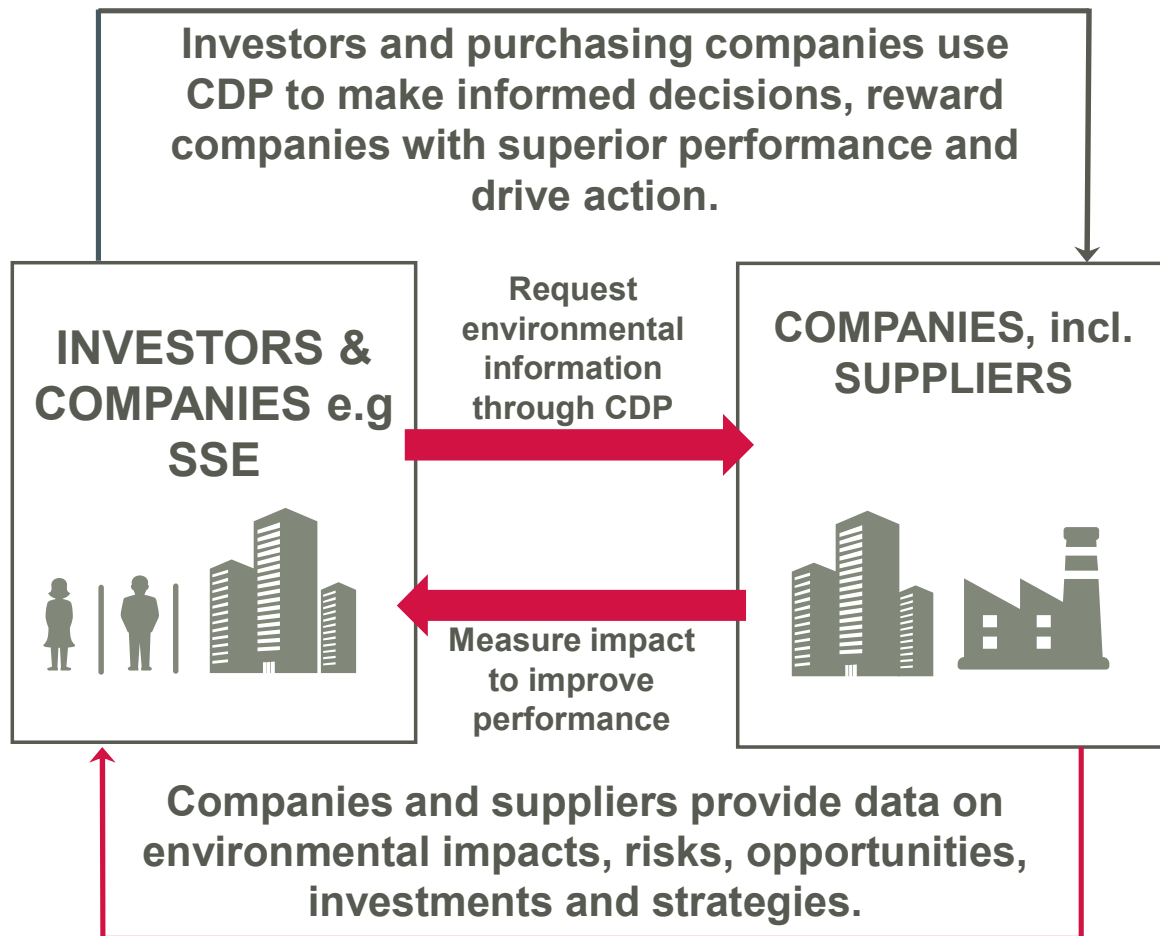 Investors and purchasing companies use
CDP to make informed decisions, reward
companies with superior performance and
drive action.
INVESTORS &
COMPANIES e.g
SSE
Request
environmental
information
through CDP
COMPANIES, incl.
SUPPLIERS
Measure impact
to improve
performance
Companies and suppliers provide data on
environmental impacts, risks, opportunities,
investments and strategies.